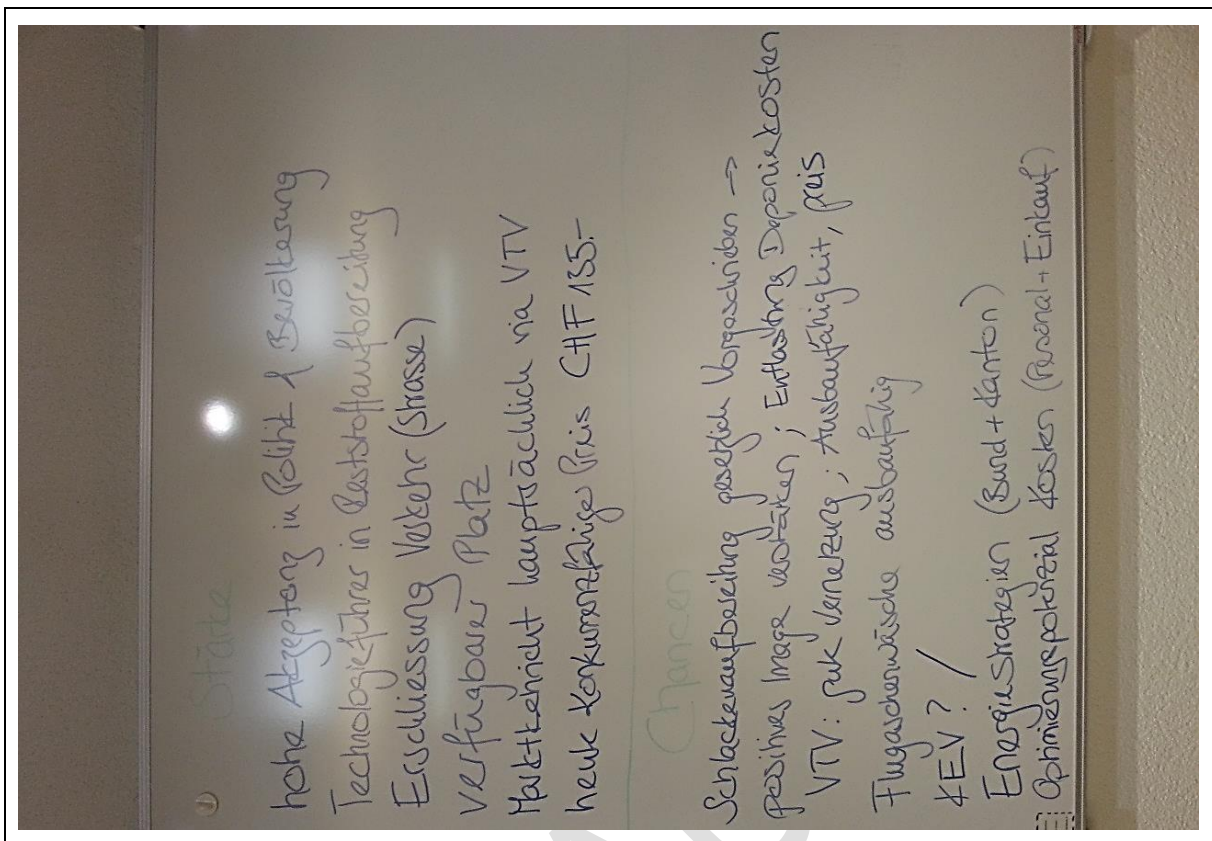 Stärke
hohe Akzeptanz in Politik & Bevölkerung
Technologieführer in Reststoffaufbereitung
Erschliessung Verkehr (Strasse)
verfügbarer Platz
Marktkehricht hauptsächlich via VTV
heute Konkurrenzfähiger Preis CHF 135.-
Chancen
Schlackenaufbereitung gesetzlich Vorgeschrieben →
positives Image verstärken ; Entlastung Deponiekosten
VTV: gute Vernetzung ; Ausbaufähigkeit, preis
Flugaschenwäsche ausbaufähig
KEV ? /
Energiestrategien (Bund + Kanton)
Optimierungspotenzial Kosten (Personal + Einkauf)